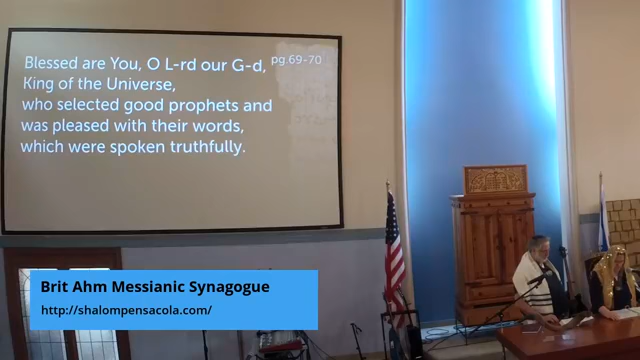 Blessed are You, O L-rd our G-d, pg.69-70
King of the Universe,
who selected good prophets and
was pleased with their words,
which were spoken truthfully.
Brit Ahm Messianic Synagogue
http://shalompensacola.com/